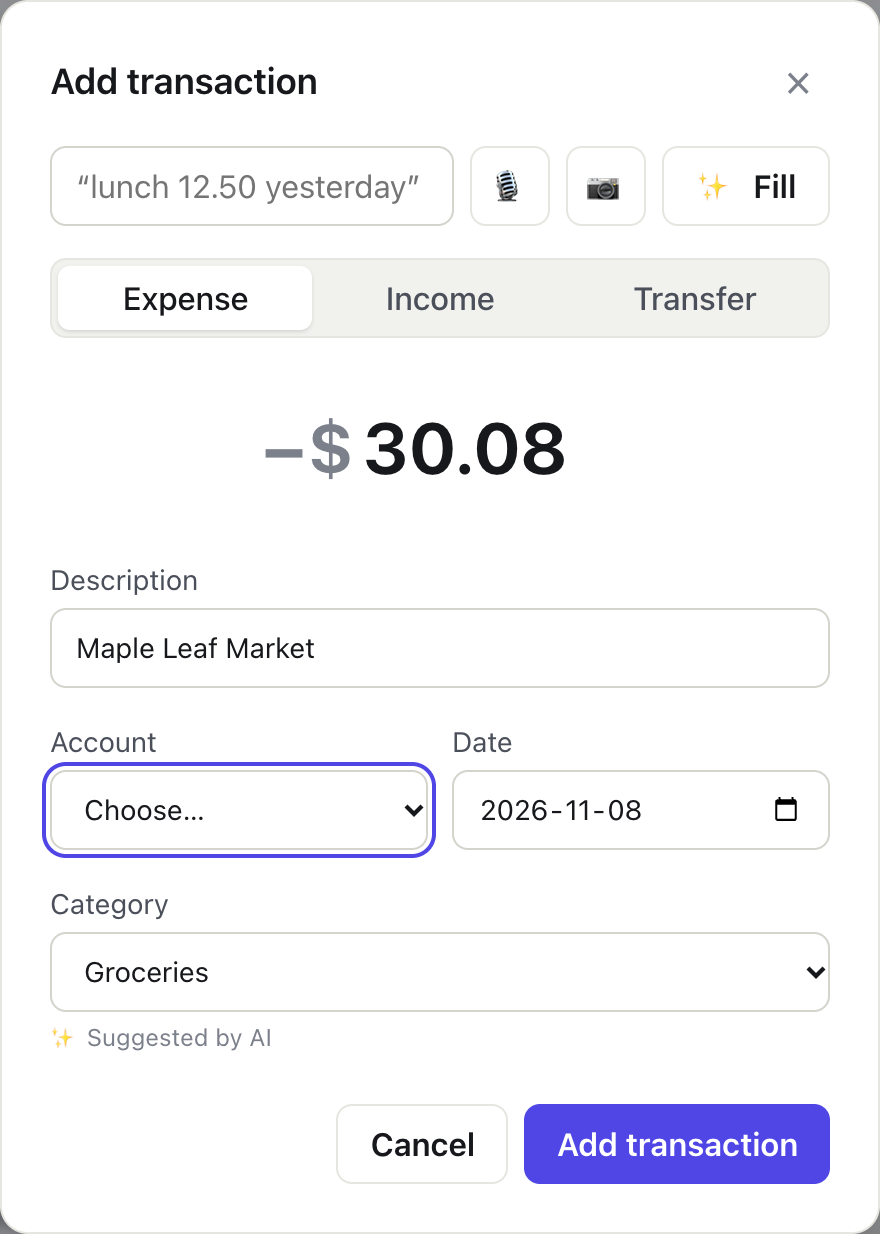 Add transaction
“lunch 12.50 yesterday”
Fill
Expense Income Transfer
−$ 30.08
Description
Maple Leaf Market
Account Date
Choose... 2026-11-08
Category
Groceries
Suggested by AI
Cancel Add transaction